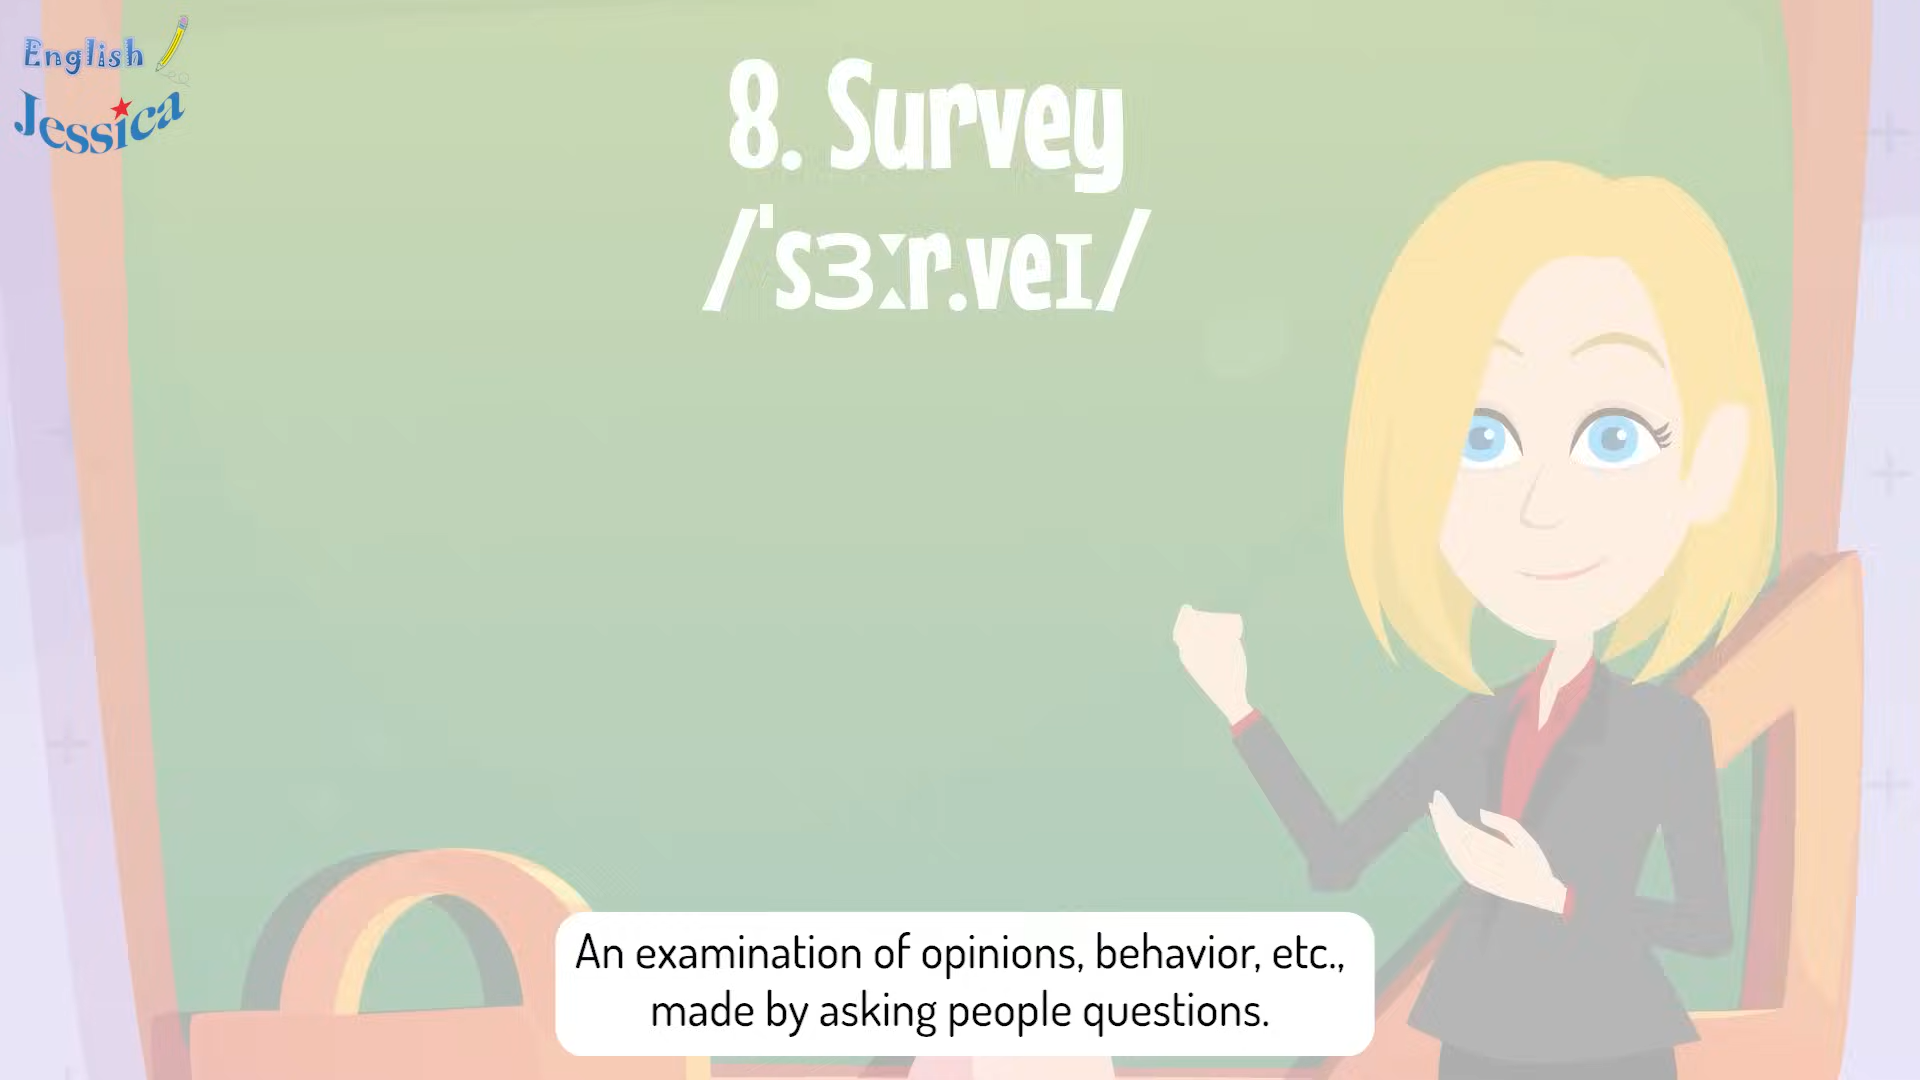 English
Jessica
8. Survey
/ˈsɜːr.veɪ/
An examination of opinions, behavior, etc.,
made by asking people questions.